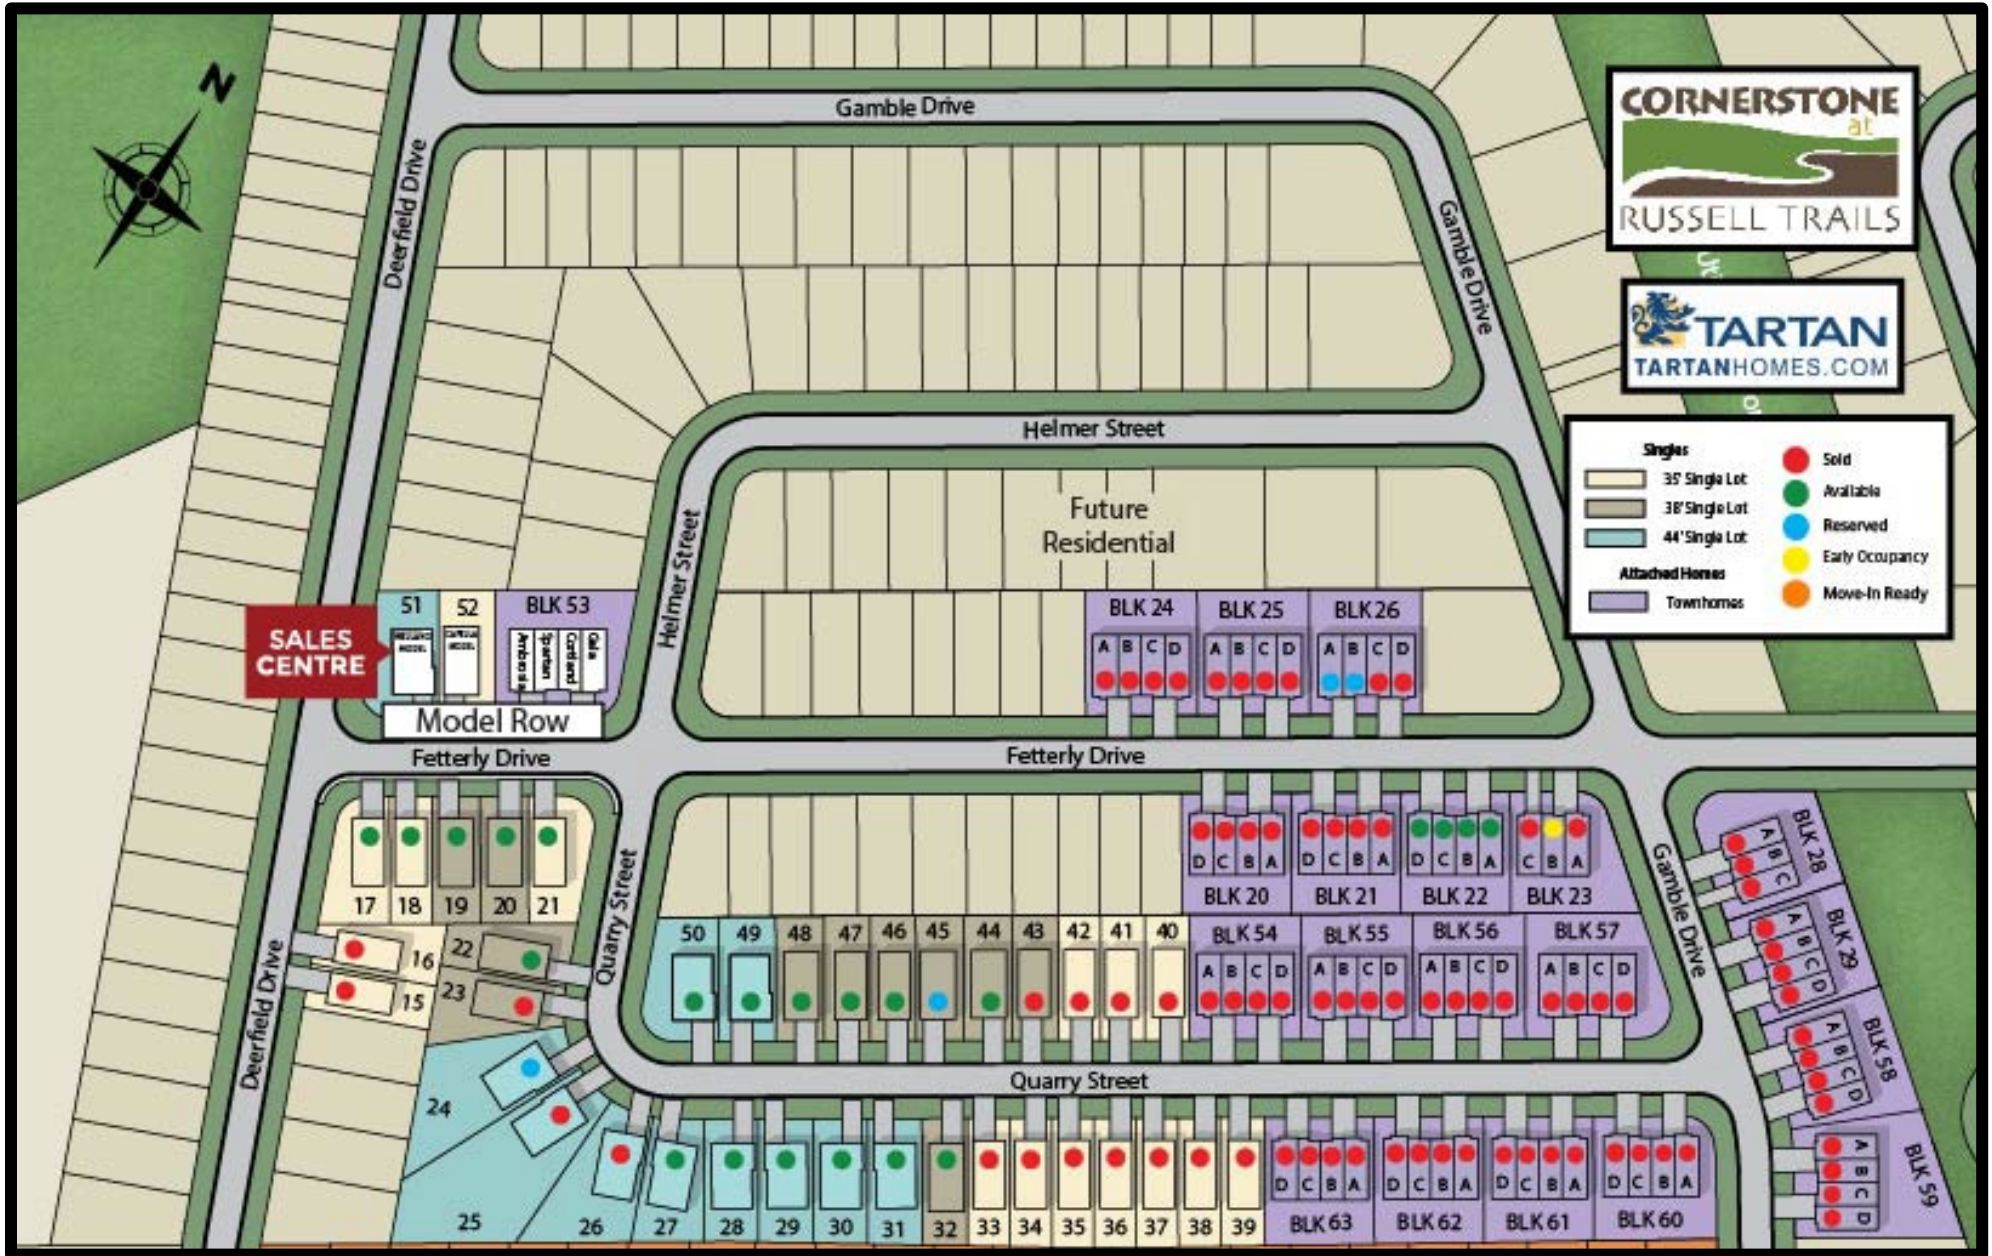 N
Gamble Drive
Deerfield Drive
Gamble Drive
CORNERSTONE
at
RUSSELL TRAILS
TARTAN
TARTANHOMES.COM
Helmer Street
Helmer Street
Future
Residential
Singles
35' Single Lot
38' Single Lot
44' Single Lot
Attached Homes
Townhomes
Sold
Available
Reserved
Early Occupancy
Move-In Ready
SALES
CENTRE
51 52 BLK 53
MODEL
MODEL
Ambrosia
Spartan
Cortland
Gala
Model Row
BLK 24 BLK 25 BLK 26
A B C D A B C D A B C D
Fetterly Drive
Fetterly Drive
17 18 19 20 21
16 22
15 23
Deerfield Drive
Quarry Street
D C B A D C B A D C B A C B A
BLK 20 BLK 21 BLK 22 BLK 23
50 49 48 47 46 45 44 43 42 41 40 BLK 54 BLK 55 BLK 56 BLK 57
A B C D A B C D A B C D A B C D
Gamble Drive
BLK 28
A B C
BLK 29
A B C D
BLK 58
A B C D
BLK 59
A B C D
Quarry Street
24
25 26 27 28 29 30 31 32 33 34 35 36 37 38 39
D C B A D C B A D C B A D C B A
BLK 63 BLK 62 BLK 61 BLK 60